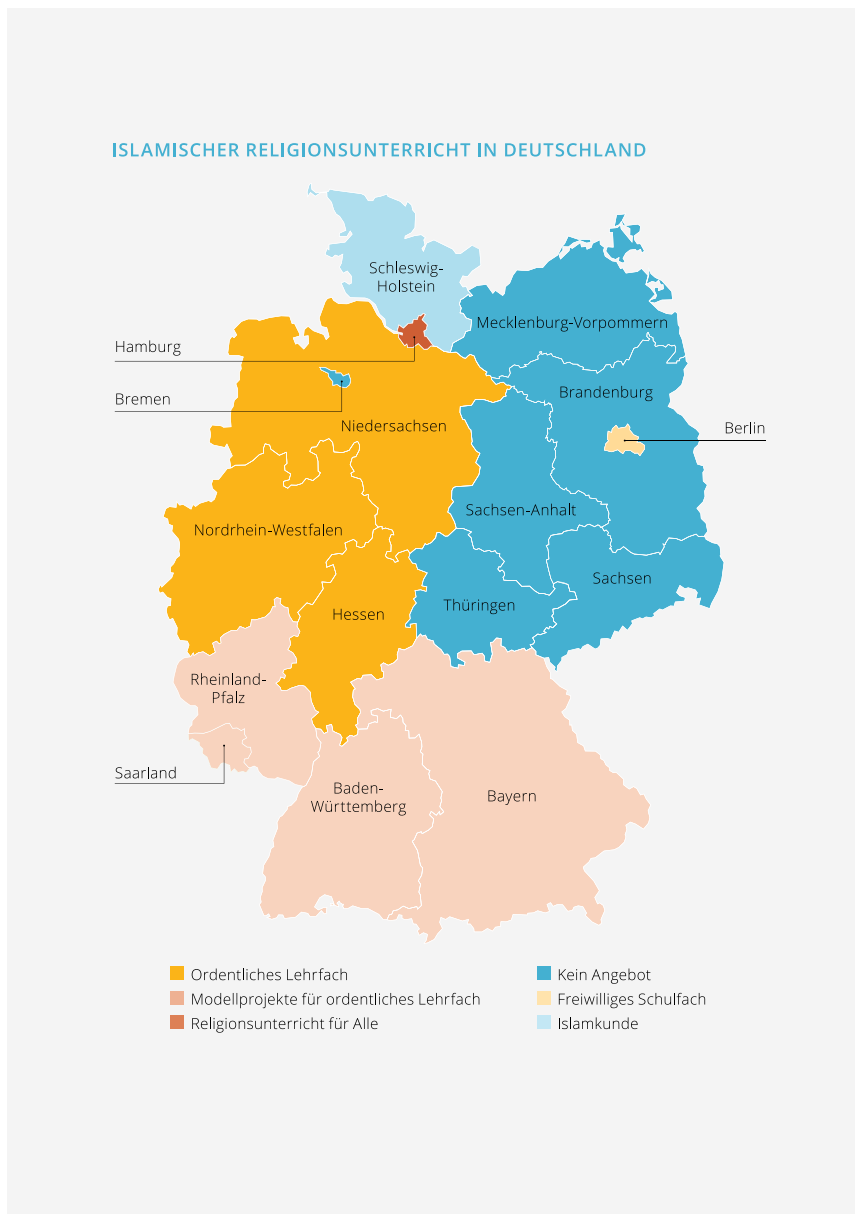 ISLAMISCHER RELIGIONSUNTERRICHT IN DEUTSCHLAND
Schleswig-
Holstein
Mecklenburg-Vorpommern
Hamburg
Bremen
Brandenburg
Berlin
Niedersachsen
Sachsen-Anhalt
Nordrhein-Westfalen
Sachsen
Thüringen
Hessen
Rheinland-
Pfalz
Saarland
Baden-
Württemberg
Bayern
Ordentliches Lehrfach
Modellprojekte für ordentliches Lehrfach
Religionsunterricht für Alle
Kein Angebot
Freiwilliges Schulfach
Islamkunde